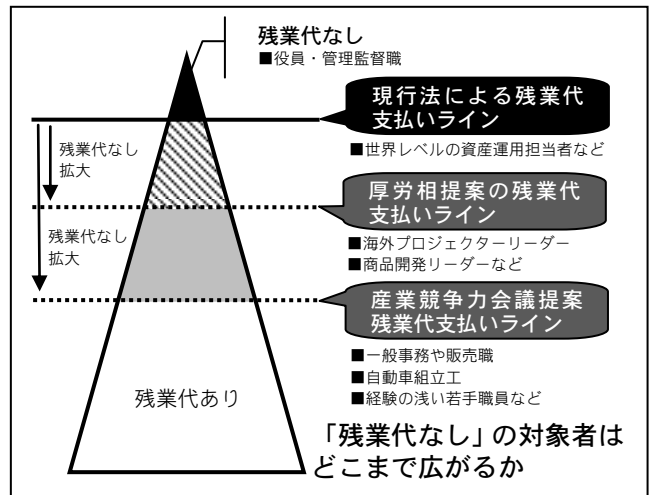 残業代なし
■役員・管理監督職
現行法による残業代
支払いライン
■世界レベルの資産運用担当者など
残業代なし
拡大
厚労相提案の残業代
支払いライン
■海外プロジェクターリーダー
■商品開発リーダーなど
残業代なし
拡大
産業競争力会議提案
残業代支払いライン
■一般事務や販売職
■自動車組立工
■経験の浅い若手職員など
残業代あり
「残業代なし」の対象者は
どこまで広がるか